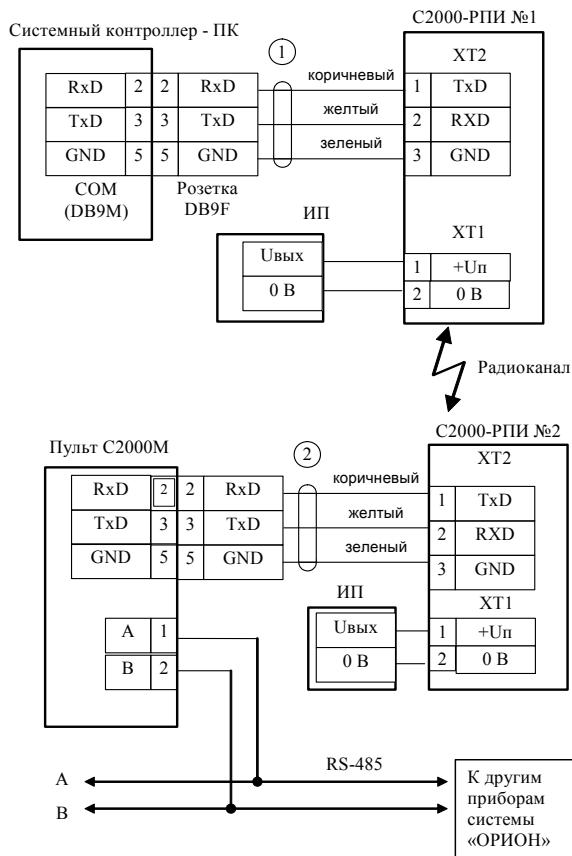 С2000-РПИ №1
Системный контроллер - ПК
1
XT2
RxD 2 2 RxD коричневый 1 TxD
TxD 3 3 TxD желтый 2 RXD
GND 5 5 GND зеленый 3 GND
COM (DB9M)
Розетка DB9F
ИП
XT1
Uвых 1 +Uп
0 В 2 0 В
Радиоканал
С2000-РПИ №2
Пульт С2000М
2
XT2
RxD 2 2 RxD коричневый 1 TxD
TxD 3 3 TxD желтый 2 RXD
GND 5 5 GND зеленый 3 GND
ИП
XT1
A 1
Uвых 1 +Uп
B 2
0 В 2 0 В
RS-485
A
B
К другим
приборам
системы
«ОРИОН»